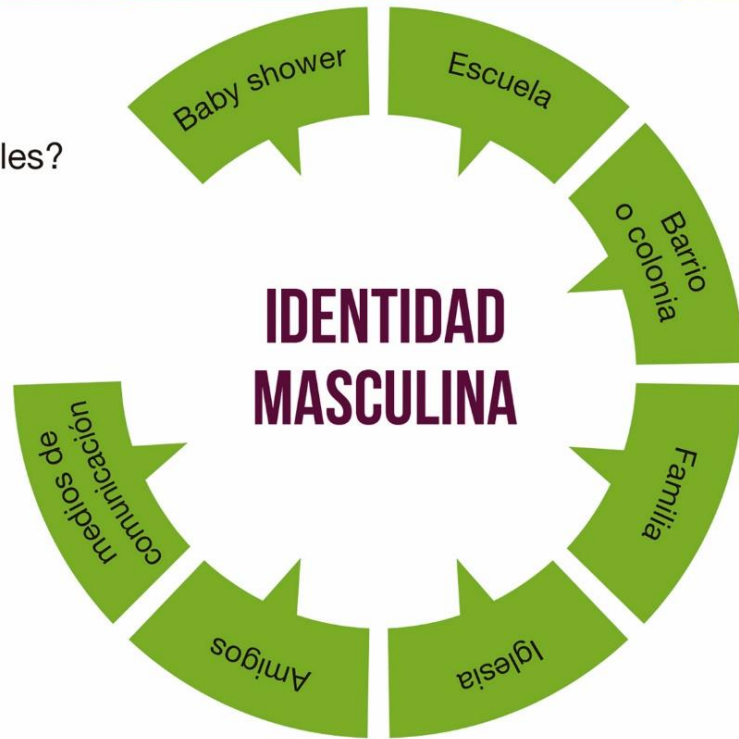 les?
Baby shower
Escuela
Barrio
o colonia
IDENTIDAD
MASCULINA
Familia
Iglesia
Amigos
medios de
comunicación